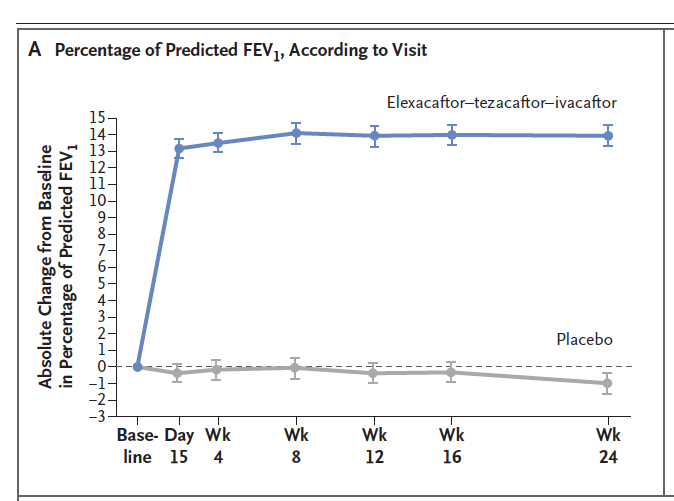 A Percentage of Predicted FEV1, According to Visit
Elexacaftor–tezacaftor–ivacaftor
Absolute Change from Baseline
in Percentage of Predicted FEV1
15
14
13
12
11
10
9
8
7
6
5
4
3
2
1
0
−1
−2
−3
Placebo
Base- Day Wk Wk Wk Wk Wk
line 15 4 8 12 16 24